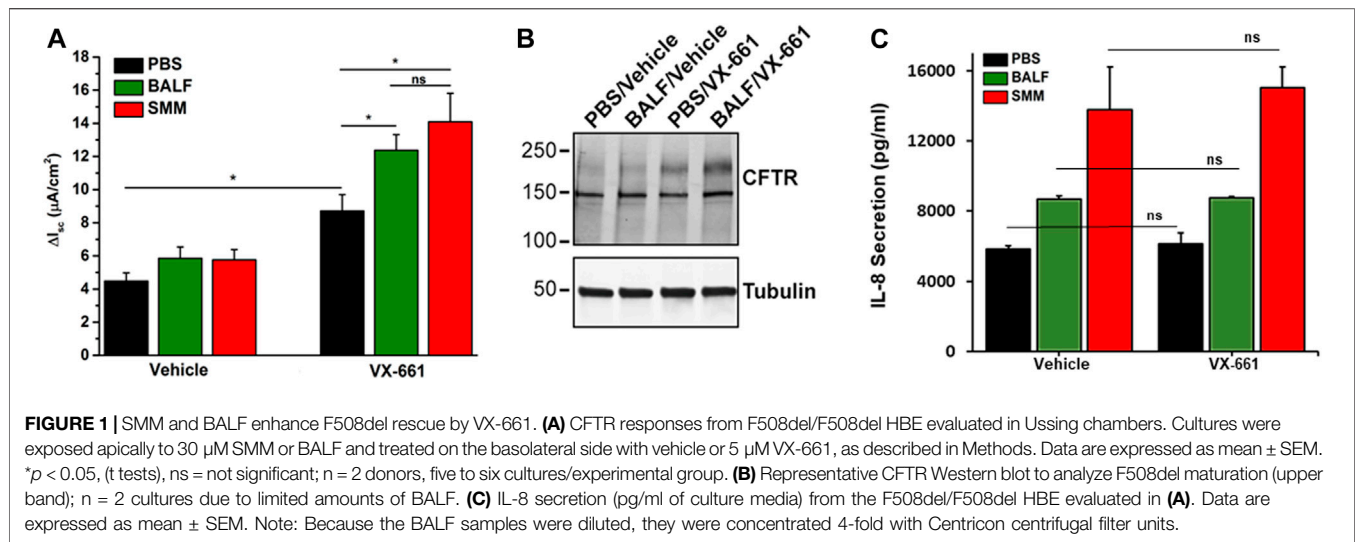 A
PBS
BALF
SMM
18
16
14
12
10
8
6
4
2
0
ΔIsc (µA/cm²)
*
*
ns
*
*
Vehicle
VX-661
B
PBS/Vehicle
BALF/Vehicle
PBS/VX-661
BALF/VX-661
250
150
100
CFTR
50
Tubulin
C
PBS
BALF
SMM
16000
12000
8000
4000
0
IL-8 Secretion (pg/ml)
ns
ns
ns
Vehicle
VX-661
FIGURE 1 | SMM and BALF enhance F508del rescue by VX-661. (A) CFTR responses from F508del/F508del HBE evaluated in Ussing chambers. Cultures were
exposed apically to 30 µM SMM or BALF and treated on the basolateral side with vehicle or 5 µM VX-661, as described in Methods. Data are expressed as mean ± SEM.
*p < 0.05, (t tests), ns = not significant; n = 2 donors, five to six cultures/experimental group. (B) Representative CFTR Western blot to analyze F508del maturation (upper
band); n = 2 cultures due to limited amounts of BALF. (C) IL-8 secretion (pg/ml of culture media) from the F508del/F508del HBE evaluated in (A). Data are
expressed as mean ± SEM. Note: Because the BALF samples were diluted, they were concentrated 4-fold with Centricon centrifugal filter units.